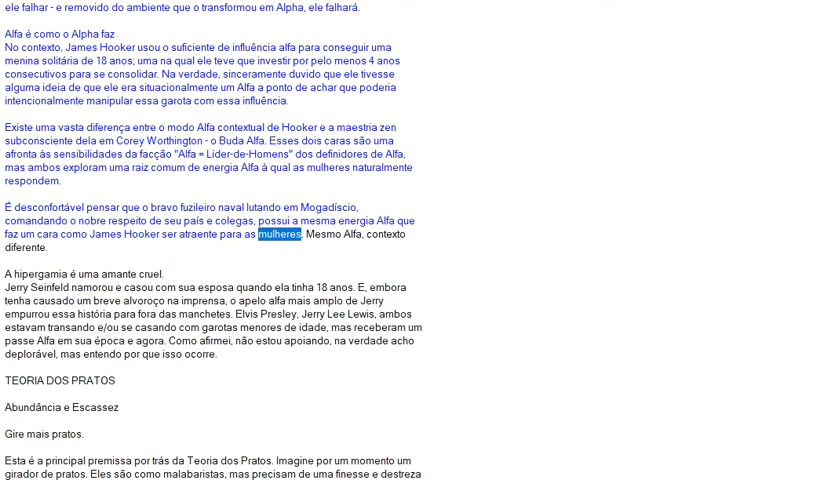 ele falhar - e removido do ambiente que o transformou em Alpha, ele falhará.
Alfa é como o Alpha faz
No contexto, James Hooker usou o suficiente de influência alfa para conseguir uma
menina solitária de 18 anos; uma na qual ele teve que investir por pelo menos 4 anos
consecutivos para se consolidar. Na verdade, sinceramente duvido que ele tivesse
alguma ideia de que ele era situacionalmente um Alfa a ponto de achar que poderia
intencionalmente manipular essa garota com essa influência.
Existe uma vasta diferença entre o modo Alfa contextual de Hooker e a maestria zen
subconsciente dela em Corey Worthington - o Buda Alfa. Esses dois caras são uma
afronta às sensibilidades da facção "Alfa = Líder-de-Homens" dos definidores de Alfa,
mas ambos exploram uma raiz comum de energia Alfa à qual as mulheres naturalmente
respondem.
É desconfortável pensar que o bravo fuzileiro naval lutando em Mogadíscio,
comandando o nobre respeito de seu país e colegas, possui a mesma energia Alfa que
faz um cara como James Hooker ser atraente para as mulheres. Mesmo Alfa, contexto
diferente.
A hipergamia é uma amante cruel.
Jerry Seinfeld namorou e casou com sua esposa quando ela tinha 18 anos. E, embora
tenha causado um breve alvoroço na imprensa, o apelo alfa mais amplo de Jerry
empurrou essa história para fora das manchetes. Elvis Presley, Jerry Lee Lewis, ambos
estavam transando e/ou se casando com garotas menores de idade, mas receberam um
passe Alfa em sua época e agora. Como afirmei, não estou apoiando, na verdade acho
deplorável, mas entendo por que isso ocorre.
TEORIA DOS PRATOS
Abundância e Escassez
Gire mais pratos.
Esta é a principal premissa por trás da Teoria dos Pratos. Imagine por um momento um
girador de pratos. Eles são como malabaristas, mas precisam de uma finesse e destreza